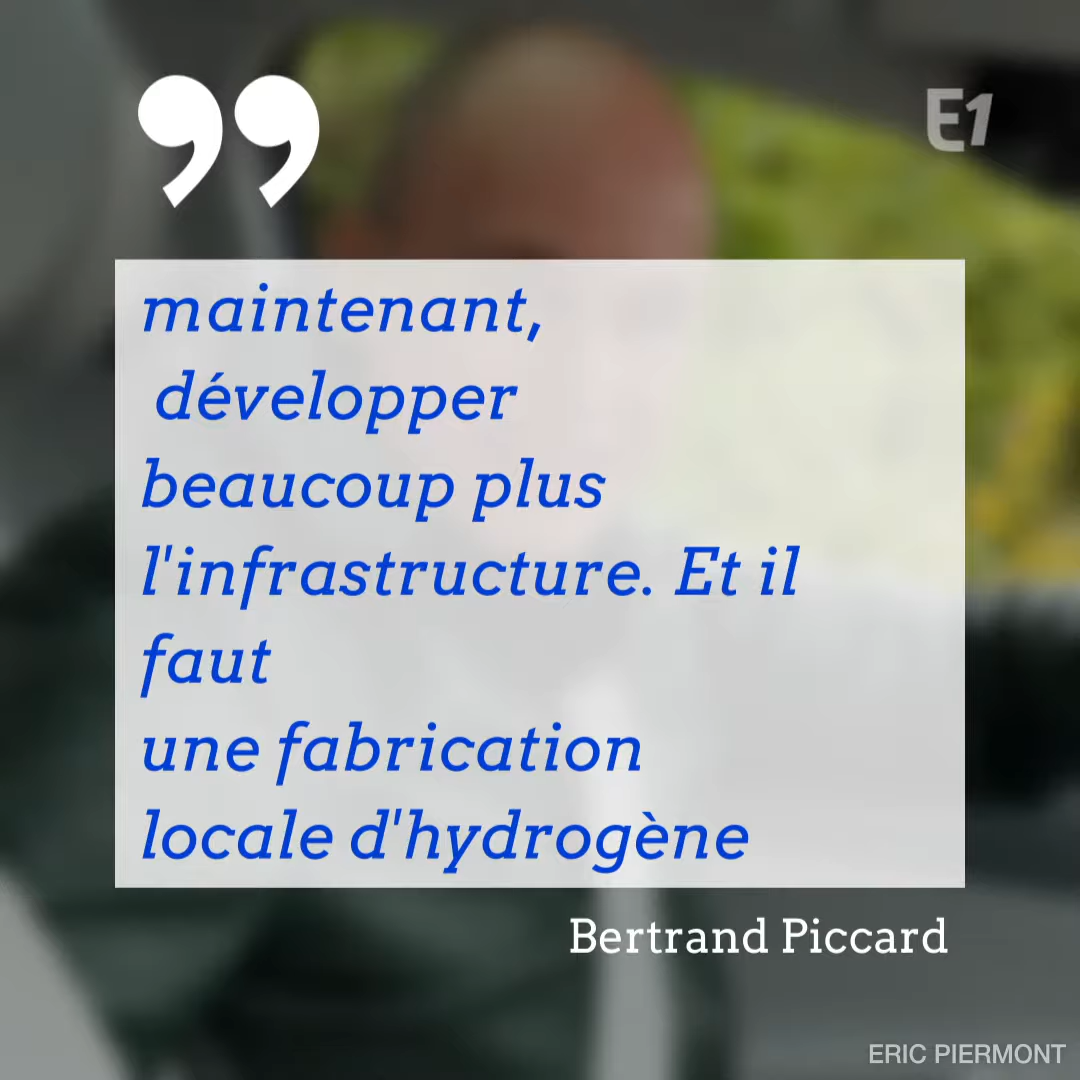 ”
E1
maintenant,
développer
beaucoup plus
l'infrastructure. Et il
faut
une fabrication
locale d'hydrogène
Bertrand Piccard
ERIC PIERMONT